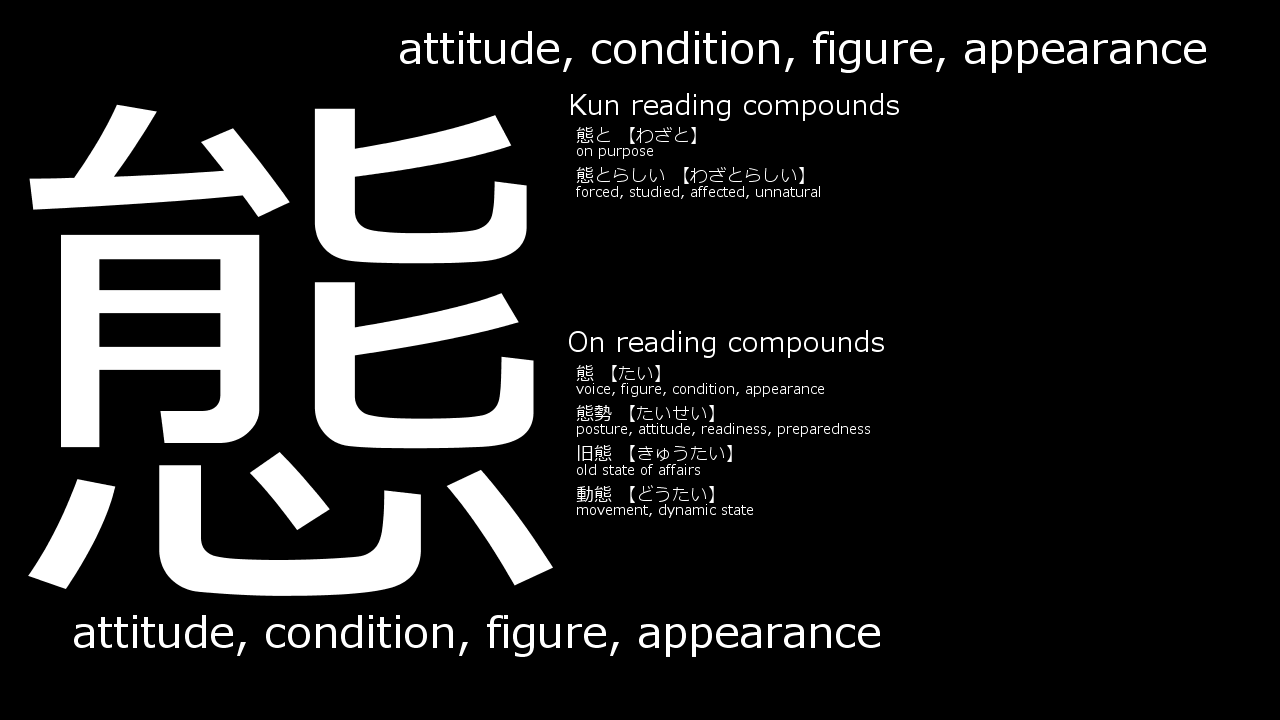 attitude, condition, figure, appearance
態
Kun reading compounds
態と 【わざと】
on purpose
態とらしい 【わざとらしい】
forced, studied, affected, unnatural
On reading compounds
態 【たい】
voice, figure, condition, appearance
態勢 【たいせい】
posture, attitude, readiness, preparedness
旧態 【きゅうたい】
old state of affairs
動態 【どうたい】
movement, dynamic state
attitude, condition, figure, appearance